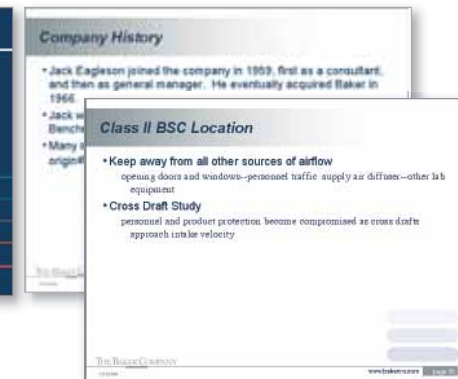 Company History
• Jack Eagleson joined the company in 1959, first as a consultant,
and then as general manager. He eventually acquired Baker in
1966.
• Jack
Bench
• Many
origin
Class II BSC Location
• Keep away from all other sources of airflow
opening doors and windows--personnel traffic supply air diffuser--other lab
equipment
• Cross Draft Study
personnel and product protection become compromised as cross drafts
approach intake velocity
THE BAKER COMPANY
www.bakerco.com